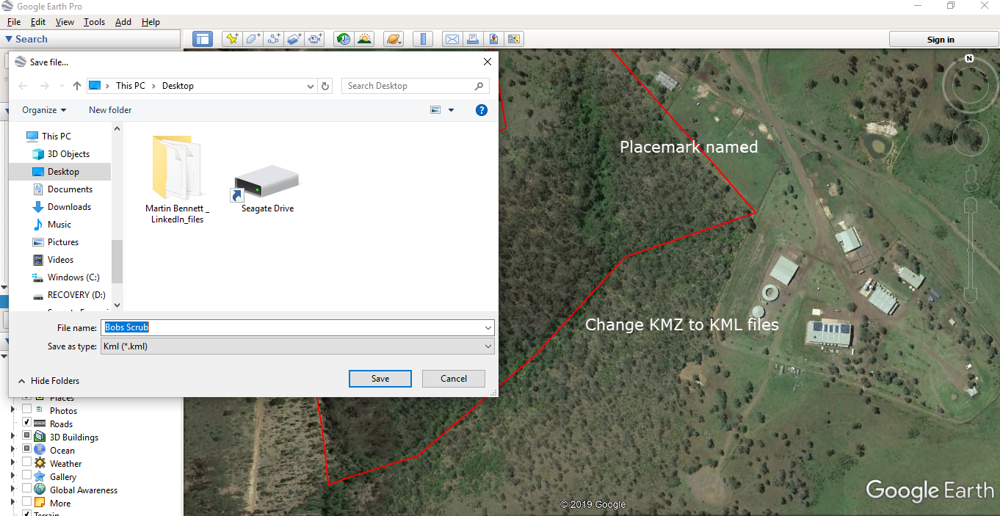 Google Earth Pro
File Edit View Tools Add Help
Search
Sign in
Save file...
This PC Desktop
Search Desktop
Organize New folder
This PC
3D Objects
Desktop
Documents
Downloads
Music
Pictures
Videos
Windows (C:)
RECOVERY (D:)
Martin Bennett _
LinkedIn_files
Seagate Drive
File name: Bobs Scrub
Save as type: Kml (*.kml)
Hide Folders
Save Cancel
Places
Photos
Roads
3D Buildings
Ocean
Weather
Gallery
Global Awareness
More
Terrain
N
Placemark named
Change KMZ to KML files
© 2019 Google
Google Earth